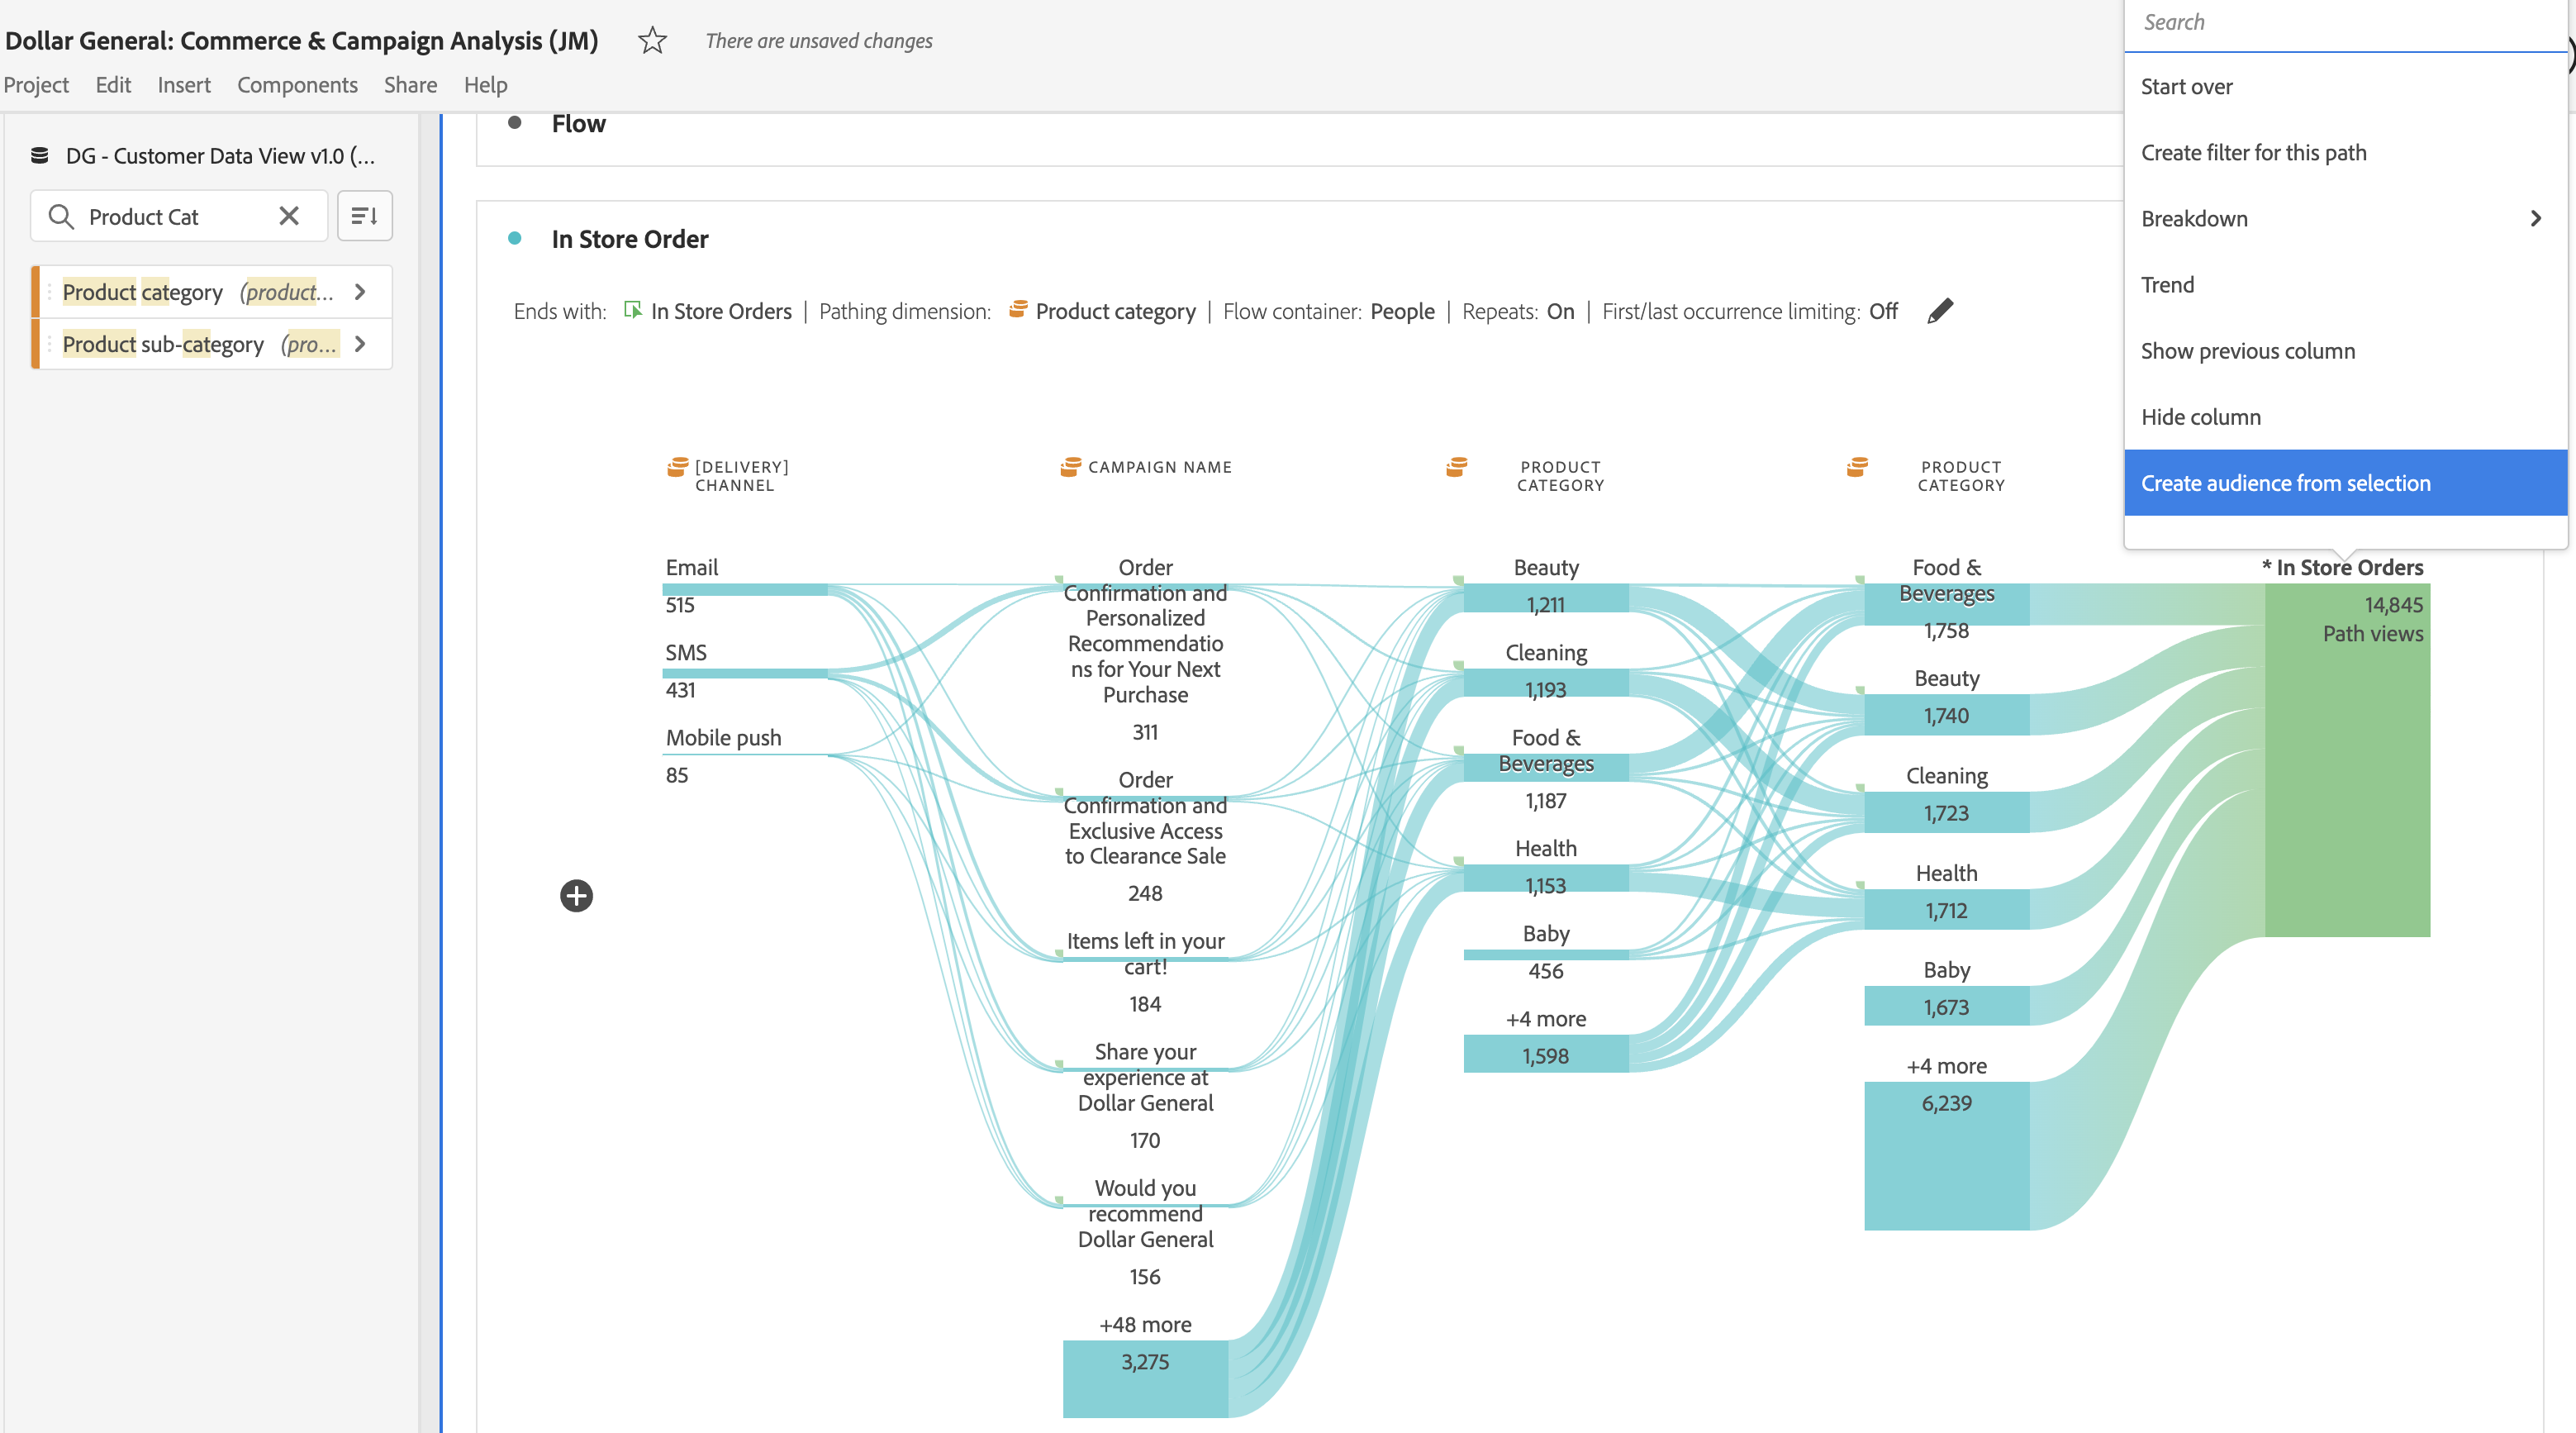 Dollar General: Commerce & Campaign Analysis (JM)
There are unsaved changes
Project Edit Insert Components Share Help
DG - Customer Data View v1.0 (...
Product Cat
Product category (product...
Product sub-category (pro...
Flow
In Store Order
Ends with: In Store Orders | Pathing dimension: Product category | Flow container: People | Repeats: On | First/last occurrence limiting: Off
[DELIVERY]
CHANNEL
Email
515
SMS
431
Mobile push
85
CAMPAIGN NAME
Order
Confirmation and
Personalized
Recommendatio
ns for Your Next
Purchase
311
Order
Confirmation and
Exclusive Access
to Clearance Sale
248
Items left in your
cart!
184
Share your
experience at
Dollar General
170
Would you
recommend
Dollar General
156
+48 more
3,275
PRODUCT
CATEGORY
Beauty
1,211
Cleaning
1,193
Food &
Beverages
1,187
Health
1,153
Baby
456
+4 more
1,598
PRODUCT
CATEGORY
Food &
Beverages
1,758
Beauty
1,740
Cleaning
1,723
Health
1,712
Baby
1,673
+4 more
6,239
* In Store Orders
14,845
Path views
Search
Start over
Create filter for this path
Breakdown
Trend
Show previous column
Hide column
Create audience from selection